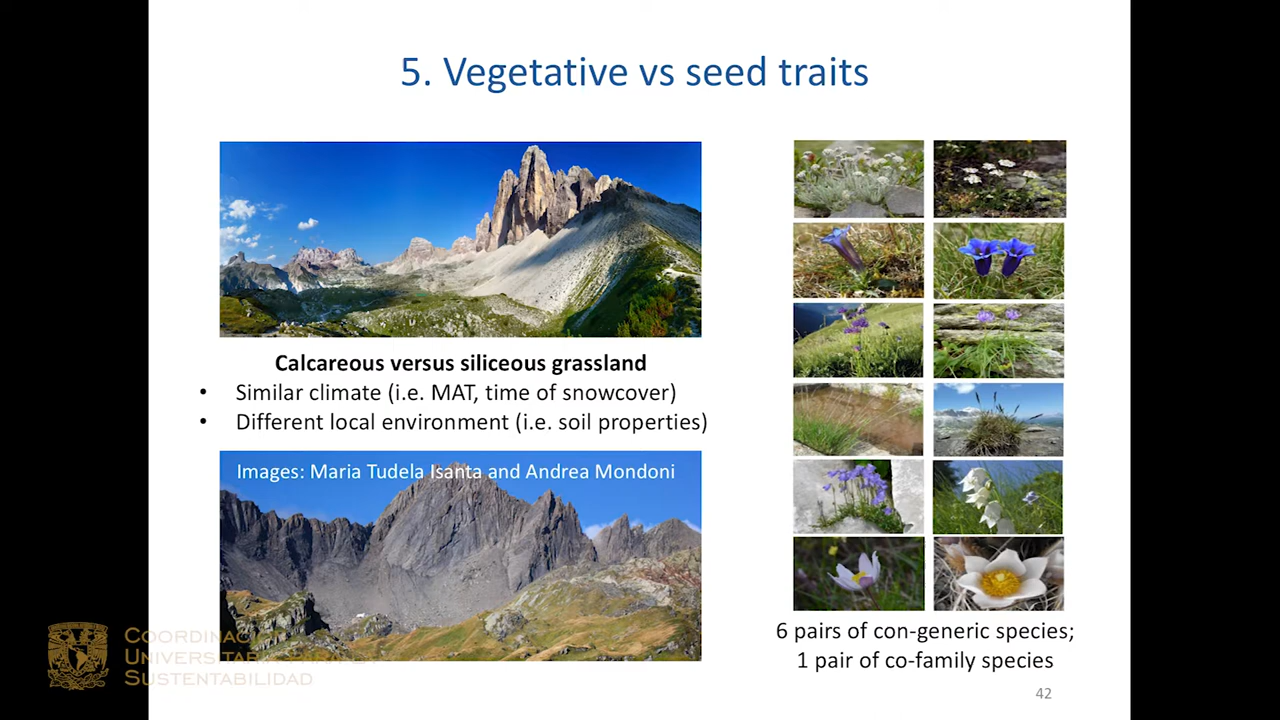 5. Vegetative vs seed traits
Calcareous versus siliceous grassland
• Similar climate (i.e. MAT, time of snowcover)
• Different local environment (i.e. soil properties)
Images: Maria Tudela Isanta and Andrea Mondoni
6 pairs of con-generic species;
1 pair of co-family species
42
COORDINACI
UNIVERSITARIA
SUSTENTABILIDAD